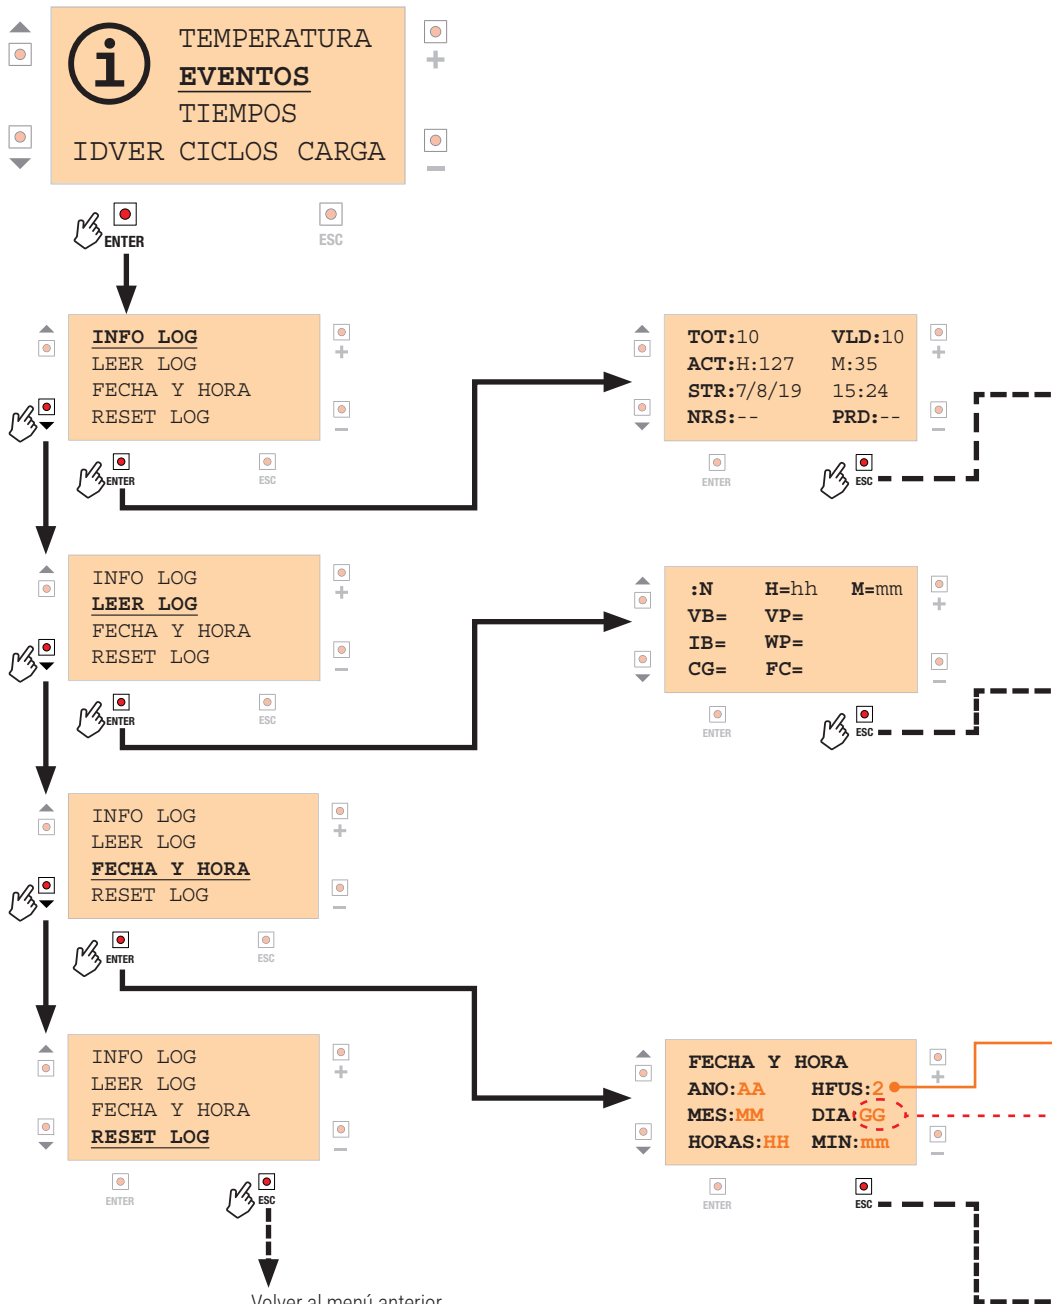 TEMPERATURA
EVENTOS
TIEMPOS
IDVER CICLOS CARGA
ENTER
ESC
INFO LOG
LEER LOG
FECHA Y HORA
RESET LOG
ENTER
ESC
TOT:10 VLD:10
ACT:H:127 M:35
STR:7/8/19 15:24
NRS:-- PRD:--
ENTER
ESC
INFO LOG
LEER LOG
FECHA Y HORA
RESET LOG
ENTER
ESC
:N H=hh M=mm
VB= VP=
IB= WP=
CG= FC=
ENTER
ESC
INFO LOG
LEER LOG
FECHA Y HORA
RESET LOG
ENTER
ESC
INFO LOG
LEER LOG
FECHA Y HORA
RESET LOG
ENTER
ESC
FECHA Y HORA
ANO:AA HFUS:2
MES:MM DIA:GG
HORAS:HH MIN:mm
ENTER
ESC
Volver al menú anterior